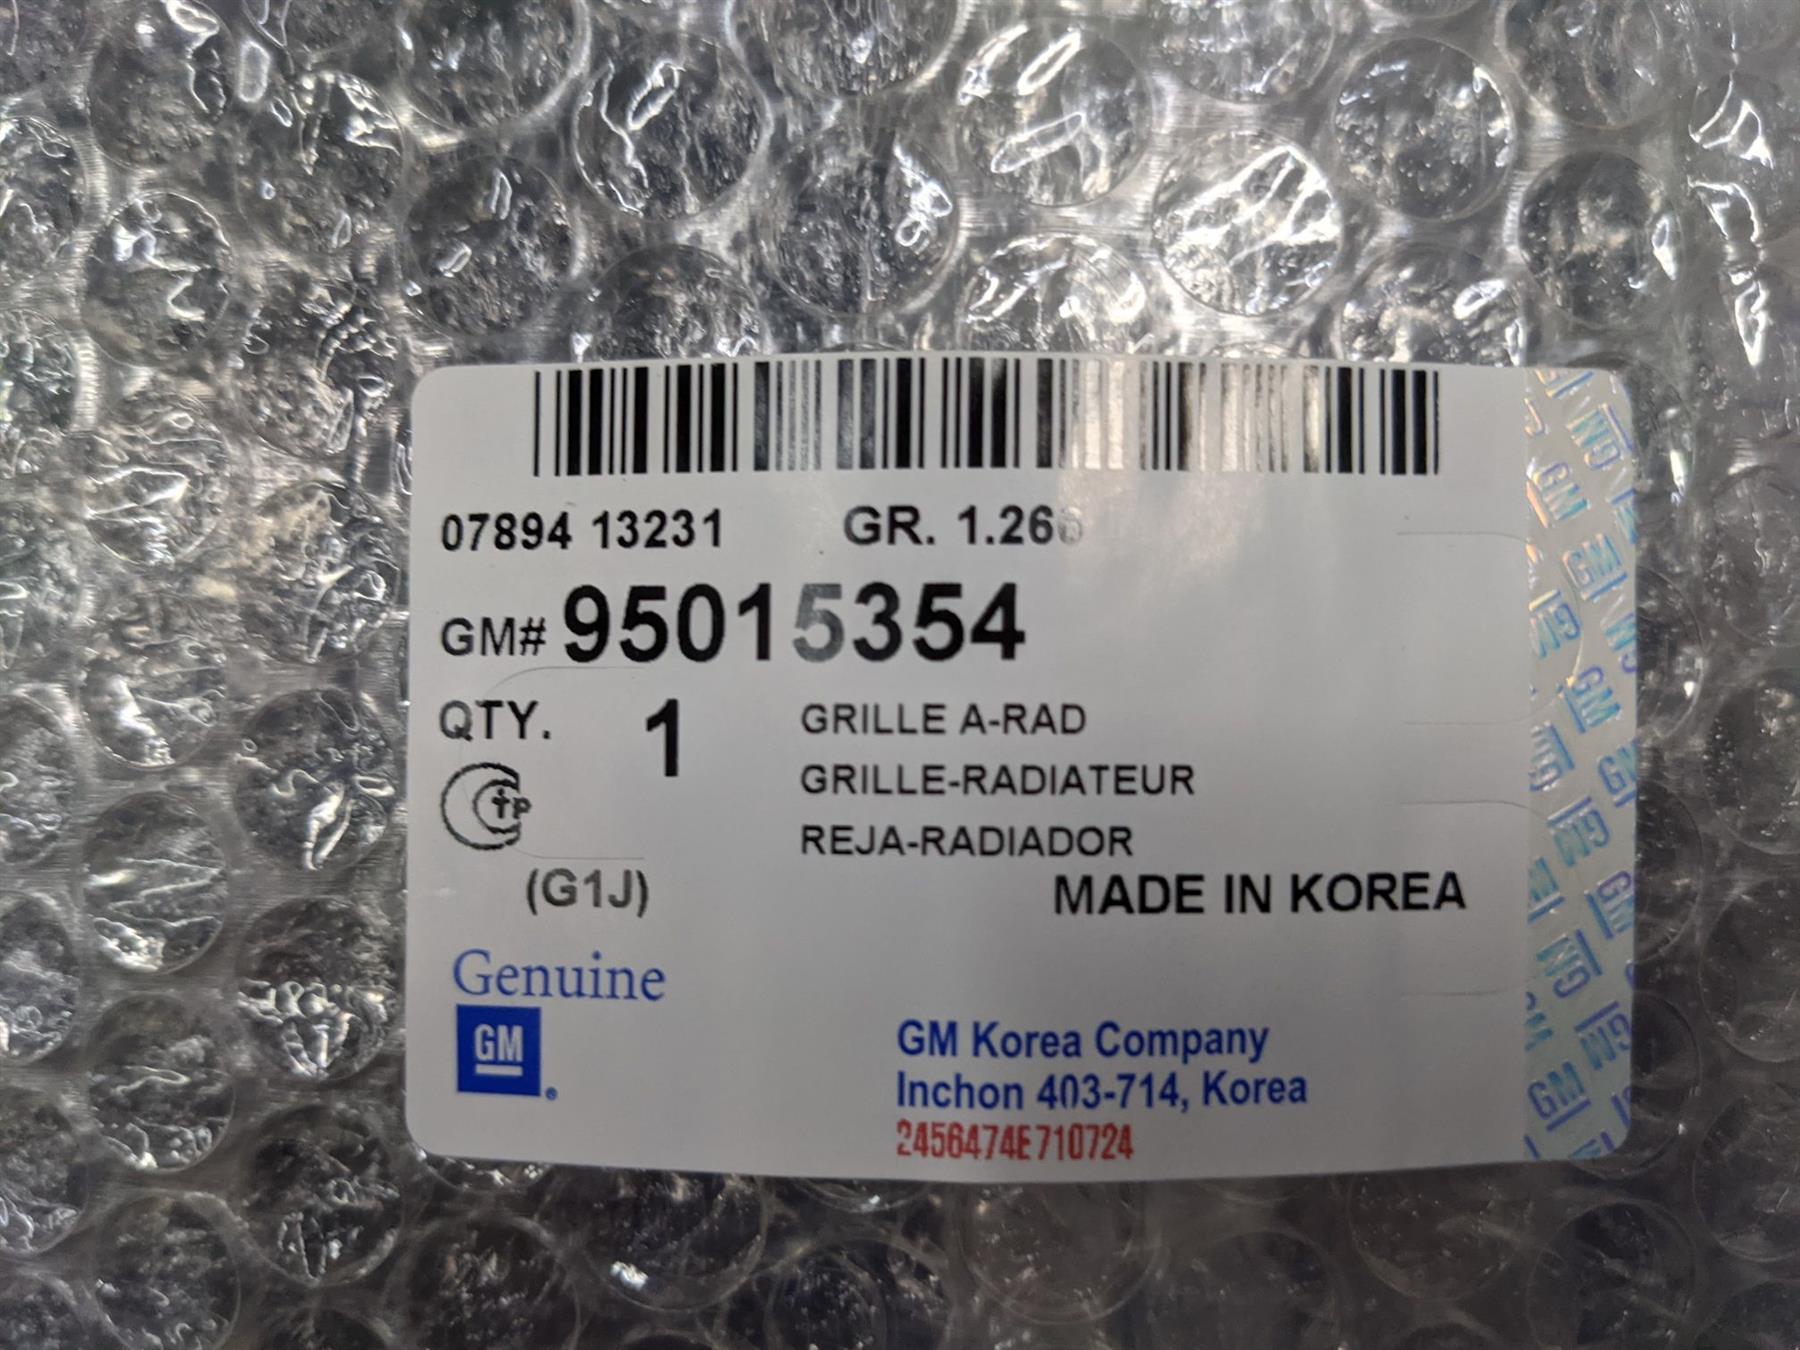 07894 13231 GR. 1.266
GM# 95015354
QTY. 1 GRILLE A-RAD
GRILLE-RADIATEUR
REJA-RADIADOR
(G1J) MADE IN KOREA
Genuine
GM
GM Korea Company
Inchon 403-714, Korea
2456474E710724